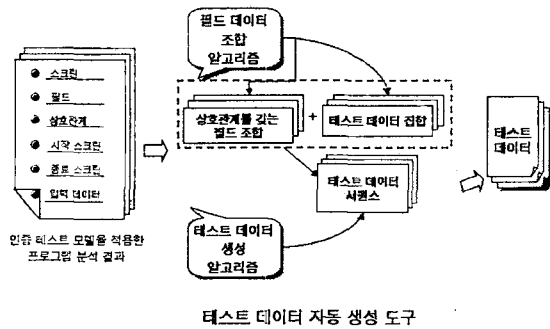 필드 데이터
조합
알고리즘
스크린
필드
상호관계
시작 스크린
종료 스크린
입력 데이터
상호관계를 갖는
필드 조합
+
테스트 데이터 집합
테스트 데이터
시퀀스
테스트
데이터
테스트 데이터
생성
알고리즘
인증 테스트 모델을 적용한
프로그램 분석 결과
테스트 데이터 자동 생성 도구